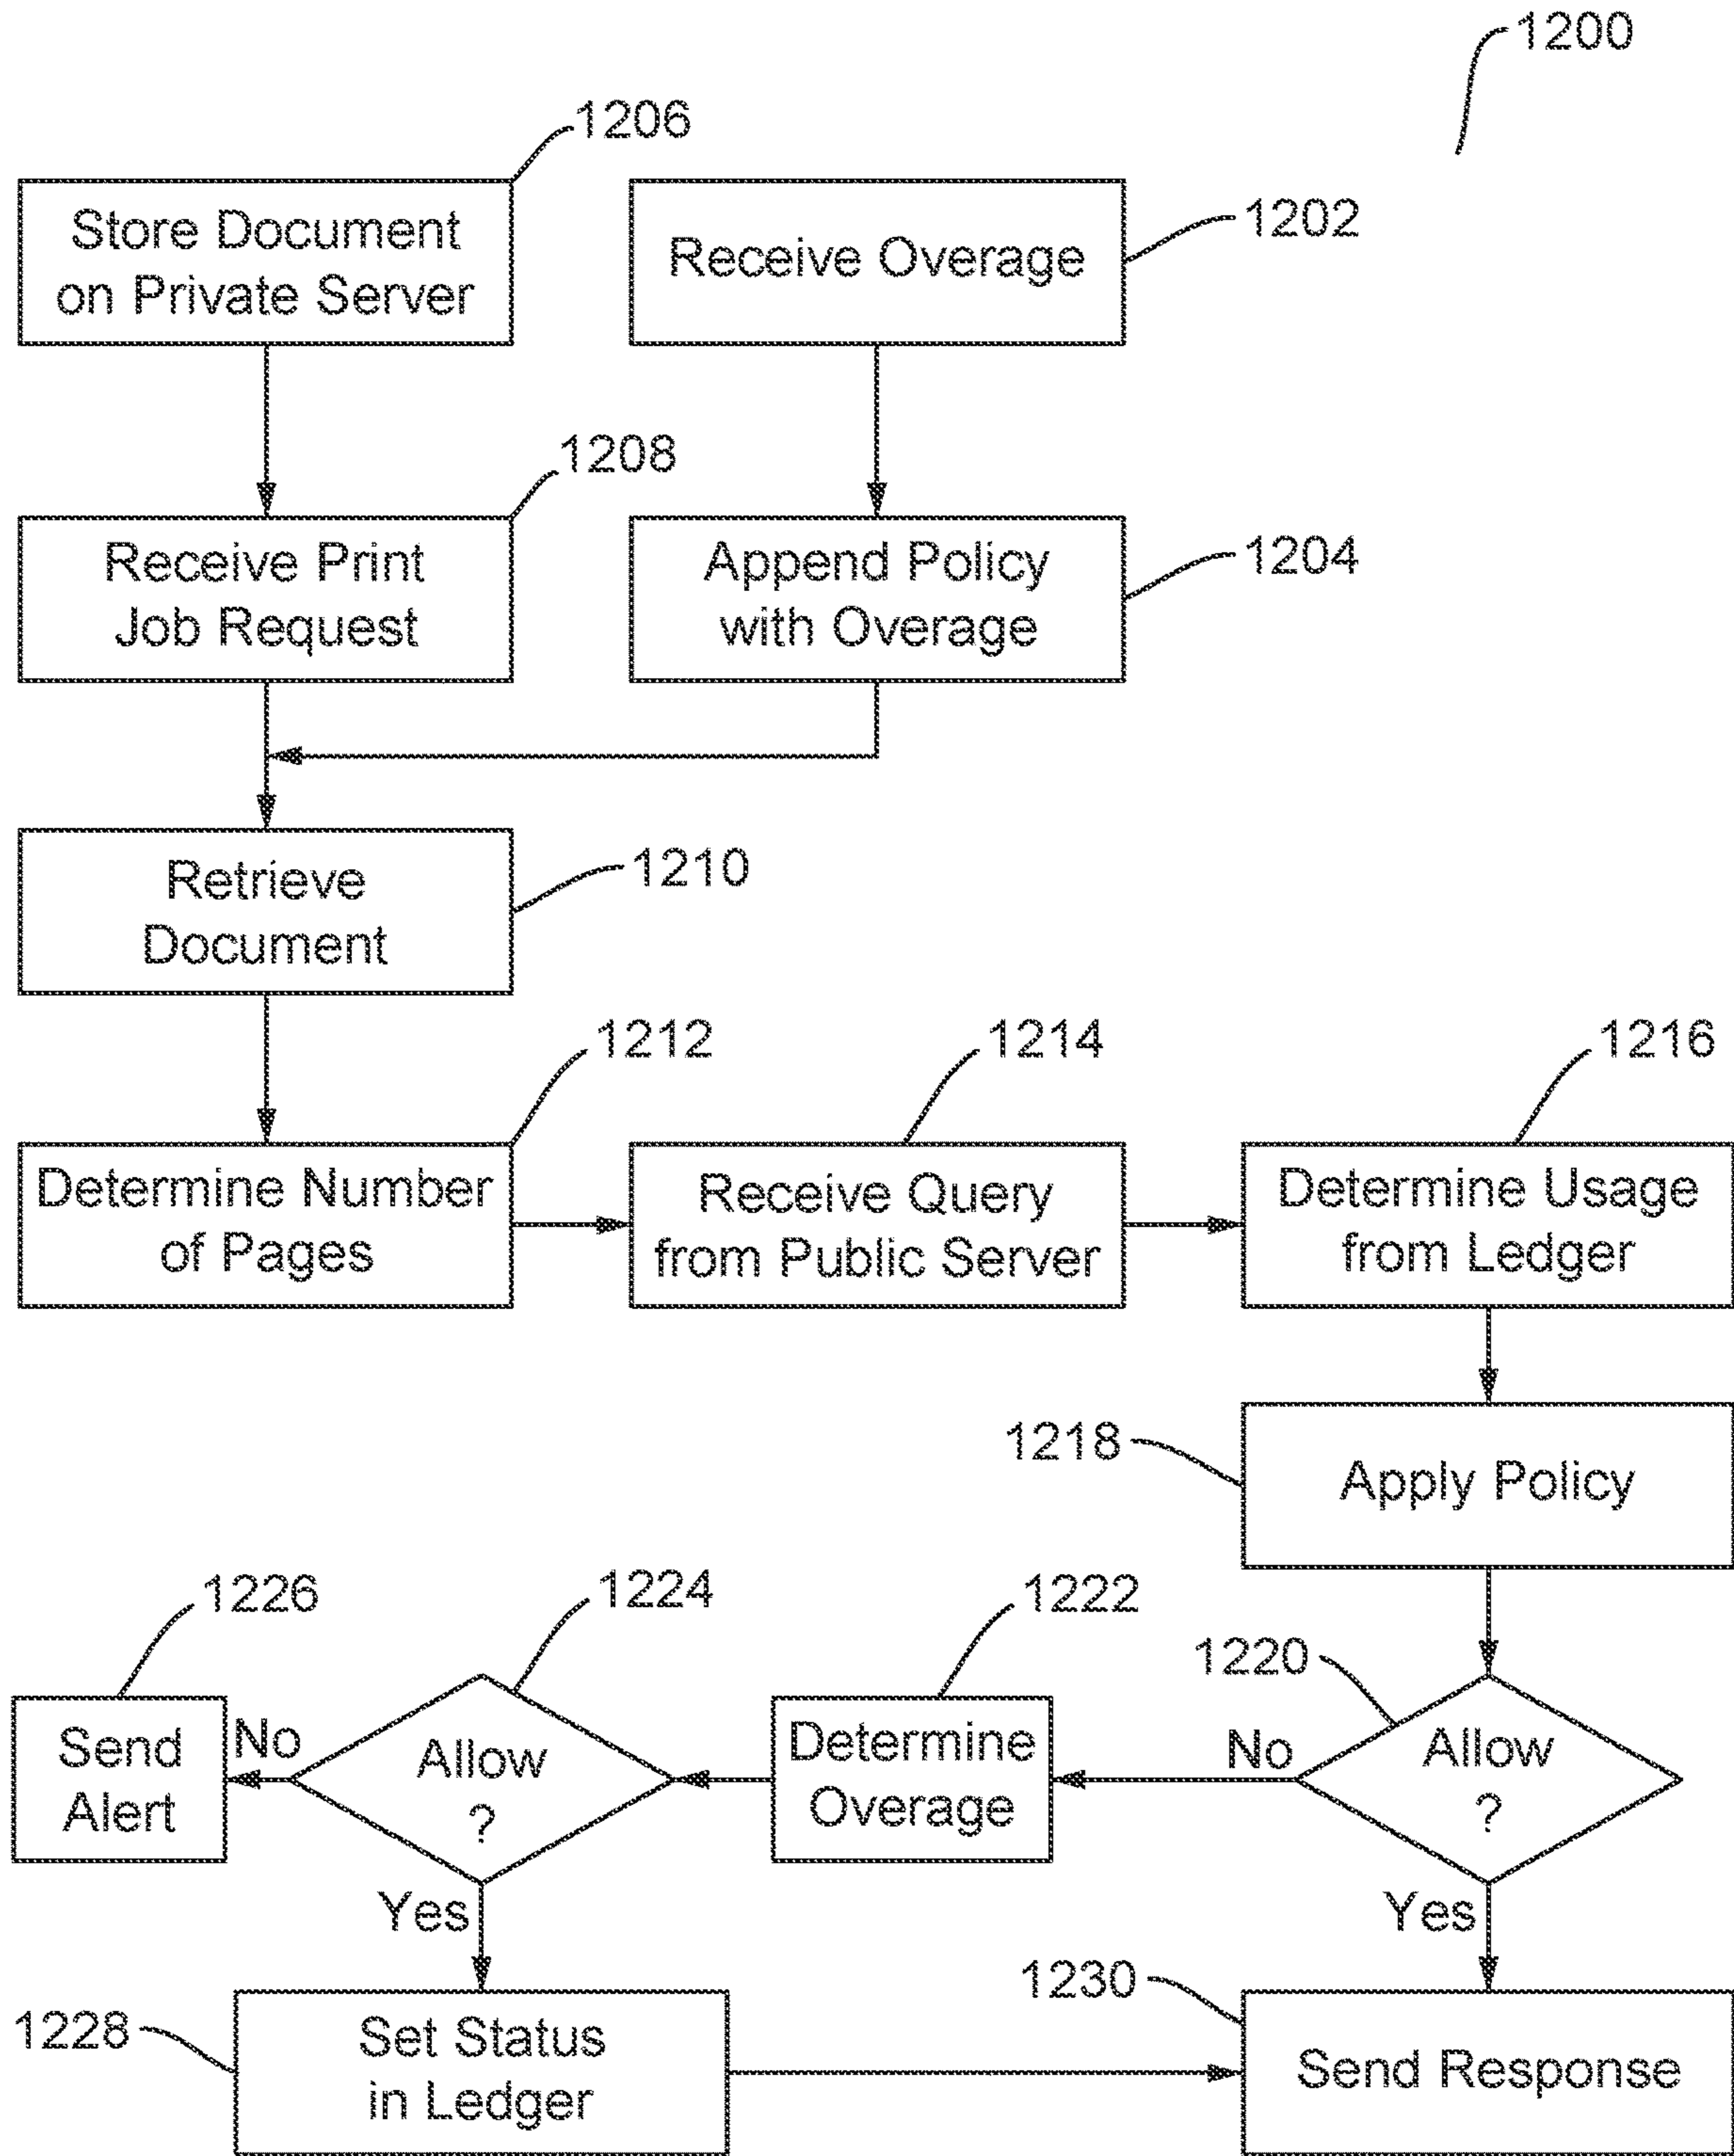 1200
1206
Store Document
on Private Server
1202
Receive Overage
1208
Receive Print
Job Request
1204
Append Policy
with Overage
1210
Retrieve
Document
1212
Determine Number
of Pages
1214
Receive Query
from Public Server
1216
Determine Usage
from Ledger
1218
Apply Policy
1220
Allow
?
No
Yes
1222
Determine
Overage
1224
Allow
?
No
Yes
1226
Send
Alert
1228
Set Status
in Ledger
1230
Send Response